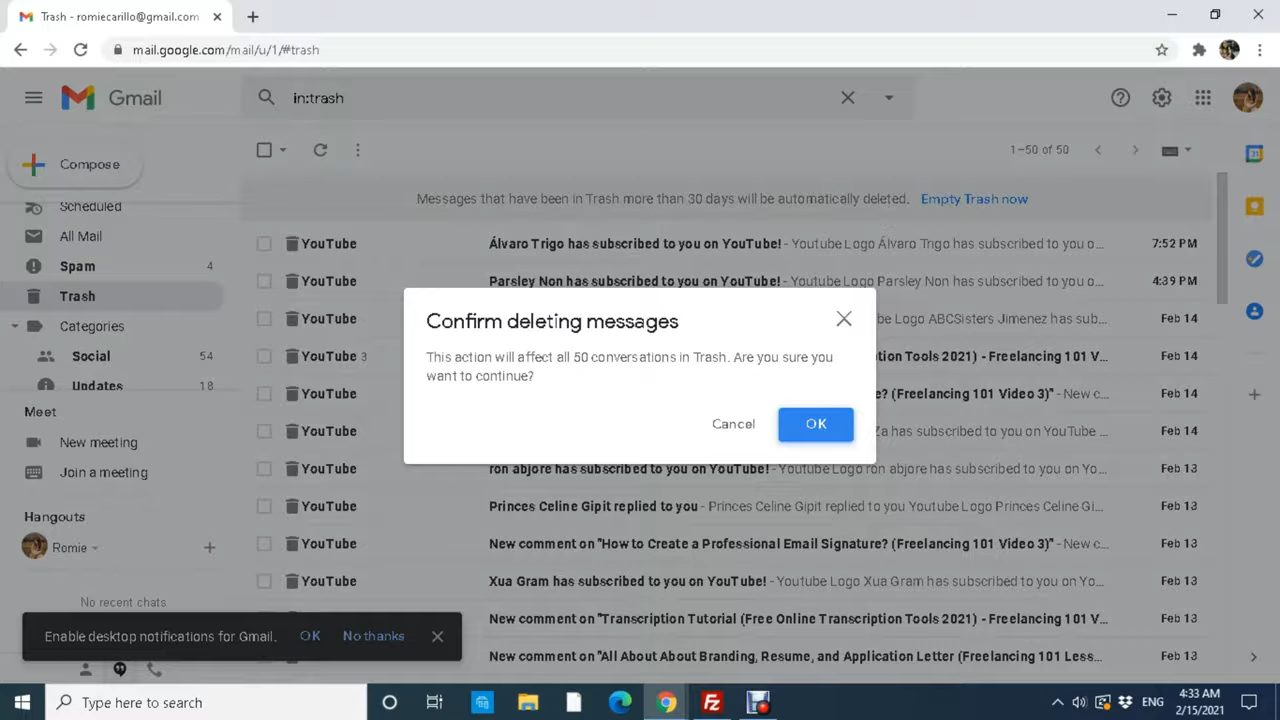 Trash - romiecarillo@gmail.com
mail.google.com/mail/u/1/#trash
Gmail
in:trash
Compose
1–50 of 50
Messages that have been in Trash more than 30 days will be automatically deleted. Empty Trash now
Scheduled
All Mail
Spam 4
Trash
Categories
Social 54
Updates 18
Meet
New meeting
Join a meeting
Hangouts
Romie
No recent chats
YouTube Álvaro Trigo has subscribed to you on YouTube! - Youtube Logo Álvaro Trigo has subscribed to you o... 7:52 PM
YouTube Parsley Non has subscribed to you on YouTube! - Youtube Logo Parsley Non has subscribed to you o... 4:39 PM
YouTube Logo ABCSisters Jimenez has sub... Feb 14
YouTube 3 Tools 2021) - Freelancing 101 V... Feb 14
YouTube (Freelancing 101 Video 3)" - New c... Feb 14
YouTube has subscribed to you on YouTube ... Feb 14
YouTube ron abjore has subscribed to you on YouTube! - Youtube Logo ron abjore has subscribed to you on Yo... Feb 13
YouTube Princes Celine Gipit replied to you - Princes Celine Gipit replied to you Youtube Logo Princes Celine Gi... Feb 13
YouTube New comment on "How to Create a Professional Email Signature? (Freelancing 101 Video 3)" - New c... Feb 13
YouTube Xua Gram has subscribed to you on YouTube! - Youtube Logo Xua Gram has subscribed to you on Yo... Feb 13
New comment on "Transcription Tutorial (Free Online Transcription Tools 2021) - Freelancing 101 V... Feb 13
New comment on "All About About Branding, Resume, and Application Letter (Freelancing 101 Less... Feb 13
Confirm deleting messages
This action will affect all 50 conversations in Trash. Are you sure you
want to continue?
Cancel OK
Enable desktop notifications for Gmail. OK No thanks
Type here to search
ENG
4:33 AM
2/15/2021